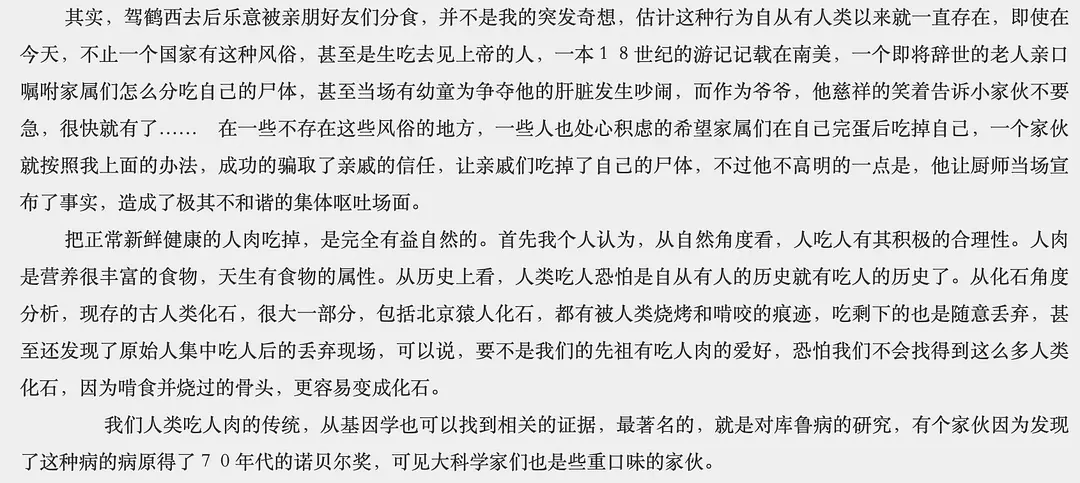 其实，驾鹤西去后乐意被亲朋好友们分食，并不是我的突发奇想，估计这种行为自从有人类以来就一直存在，即使在
今天，不止一个国家有这种风俗，甚至是生吃去见上帝的人，一本１８世纪的游记记载在南美，一个即将辞世的老人亲口
嘱咐家属们怎么分吃自己的尸体，甚至当场有幼童为争夺他的肝脏发生吵闹，而作为爷爷，他慈祥的笑着告诉小家伙不要
急，很快就有了…… 在一些不存在这些风俗的地方，一些人也处心积虑的希望家属们在自己完蛋后吃掉自己，一个家伙
就按照我上面的办法，成功的骗取了亲戚的信任，让亲戚们吃掉了自己的尸体，不过他不高明的一点是，他让厨师当场宣
布了事实，造成了极其不和谐的集体呕吐场面。
把正常新鲜健康的人肉吃掉，是完全有益自然的。首先我个人认为，从自然角度看，人吃人有其积极的合理性。人肉
是营养很丰富的食物，天生有食物的属性。从历史上看，人类吃人恐怕是自从有人的历史就有吃人的历史了。从化石角度
分析，现存的古人类化石，很大一部分，包括北京猿人化石，都有被人类烧烤和啃咬的痕迹，吃剩下的也是随意丢弃，甚
至还发现了原始人集中吃人后的丢弃现场，可以说，要不是我们的先祖有吃人肉的爱好，恐怕我们不会找得到这么多人类
化石，因为啃食并烧过的骨头，更容易变成化石。
我们人类吃人肉的传统，从基因学也可以找到相关的证据，最著名的，就是对库鲁病的研究，有个家伙因为发现
了这种病的病原得了７０年代的诺贝尔奖，可见大科学家们也是些重口味的家伙。